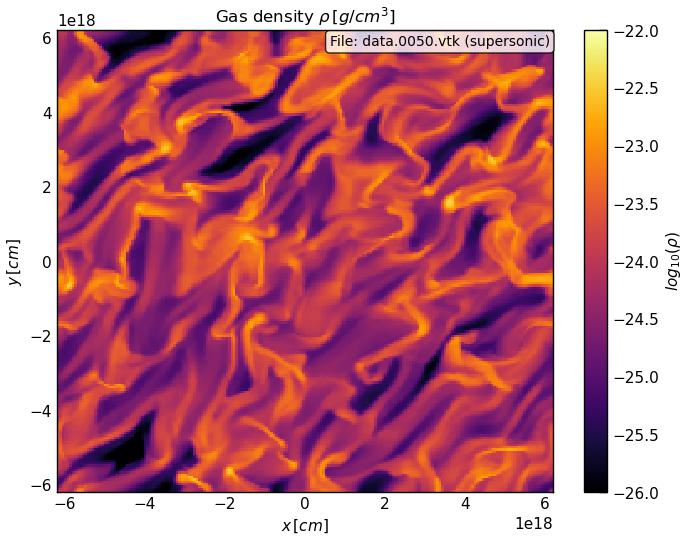 Gas density ρ [g/cm³]
1e18
File: data.0050.vtk (supersonic)
6
4
2
0
−2
−4
−6
y [cm]
−6 −4 −2 0 2 4 6
x [cm]
1e18
−22.0
−22.5
−23.0
−23.5
−24.0
−24.5
−25.0
−25.5
−26.0
log₁₀(ρ)